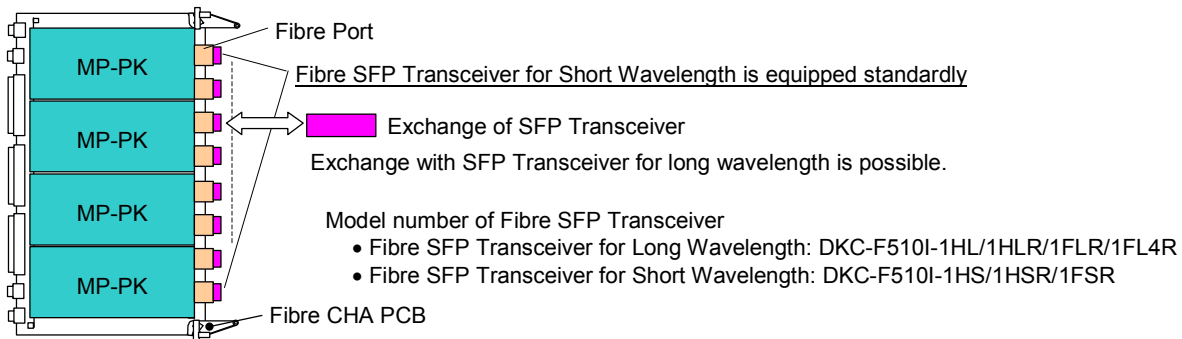 Fibre Port
MP-PK
Fibre SFP Transceiver for Short Wavelength is equipped standardly
MP-PK
Exchange of SFP Transceiver
Exchange with SFP Transceiver for long wavelength is possible.
MP-PK
Model number of Fibre SFP Transceiver
• Fibre SFP Transceiver for Long Wavelength: DKC-F510I-1HL/1HLR/1FLR/1FL4R
• Fibre SFP Transceiver for Short Wavelength: DKC-F510I-1HS/1HSR/1FSR
MP-PK
Fibre CHA PCB